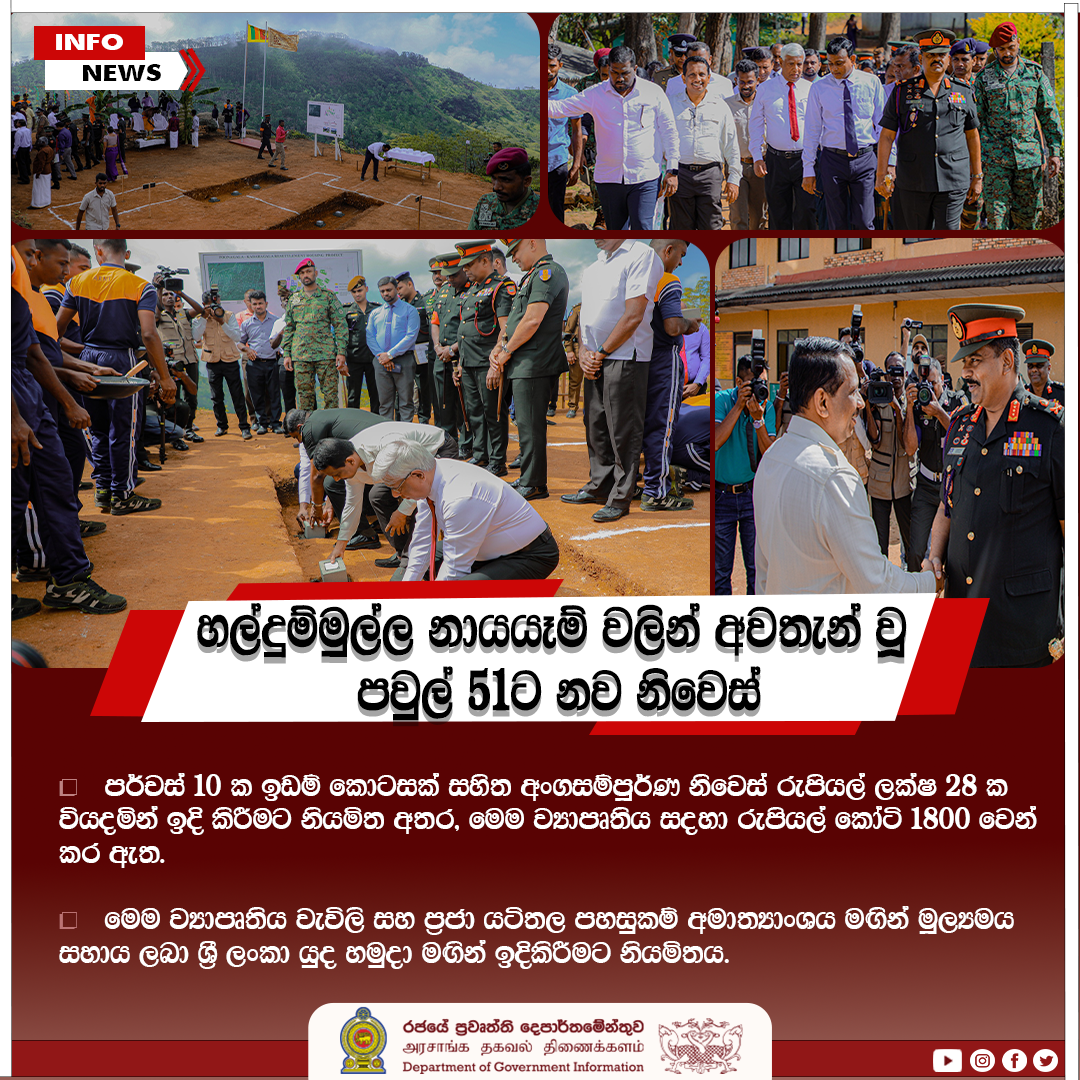 INFO
NEWS
හල්දුම්මුල්ල නායයෑම් වලින් අවතැන් වූ
පවුල් 51ට නව නිවෙස්
පර්චස් 10 ක ඉඩම් කොටසක් සහිත අංගසම්පූර්ණ නිවෙස් රුපියල් ලක්ෂ 28 ක
වියදමින් ඉදි කිරීමට නියමිත අතර, මෙම ව්‍යාපෘතිය සදහා රුපියල් කෝටි 1800 වෙන්
කර ඇත.
මෙම ව්‍යාපෘතිය වැවිලි සහ ප්‍රජා යටිතල පහසුකම් අමාත්‍යාංශය මගින් මුල්‍යමය
සහාය ලබා ශ්‍රී ලංකා යුද හමුදා මගින් ඉදිකිරීමට නියමිතය.
රජයේ ප්‍රවෘත්ති දෙපාර්තමේන්තුව
அரசாங்க தகவல் திணைக்களம்
Department of Government Information